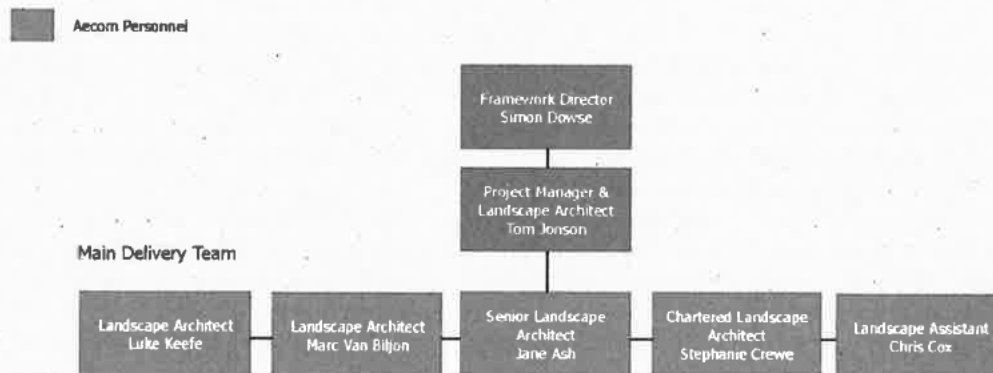 Aecom Personnel
Framework Director
Simon Dowse
Project Manager &
Landscape Architect
Tom Jonson
Main Delivery Team
Landscape Architect
Luke Keefe
Landscape Architect
Marc Van Biljon
Senior Landscape
Architect
Jane Ash
Chartered Landscape
Architect
Stephanie Crewe
Landscape Assistant
Chris Cox